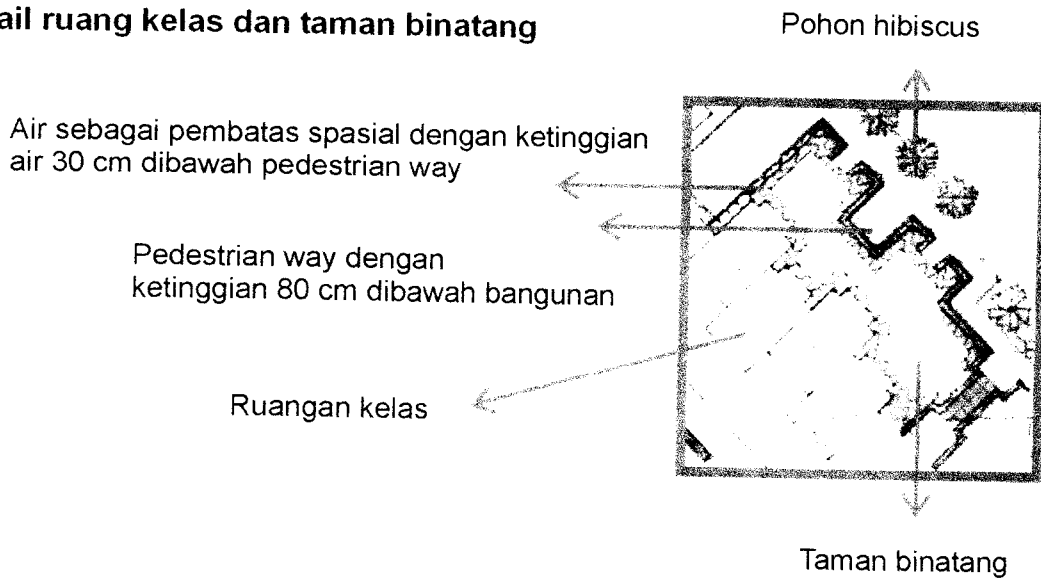 ail ruang kelas dan taman binatang
Pohon hibiscus
Air sebagai pembatas spasial dengan ketinggian
air 30 cm dibawah pedestrian way
Pedestrian way dengan
ketinggian 80 cm dibawah bangunan
Ruangan kelas
Taman binatang